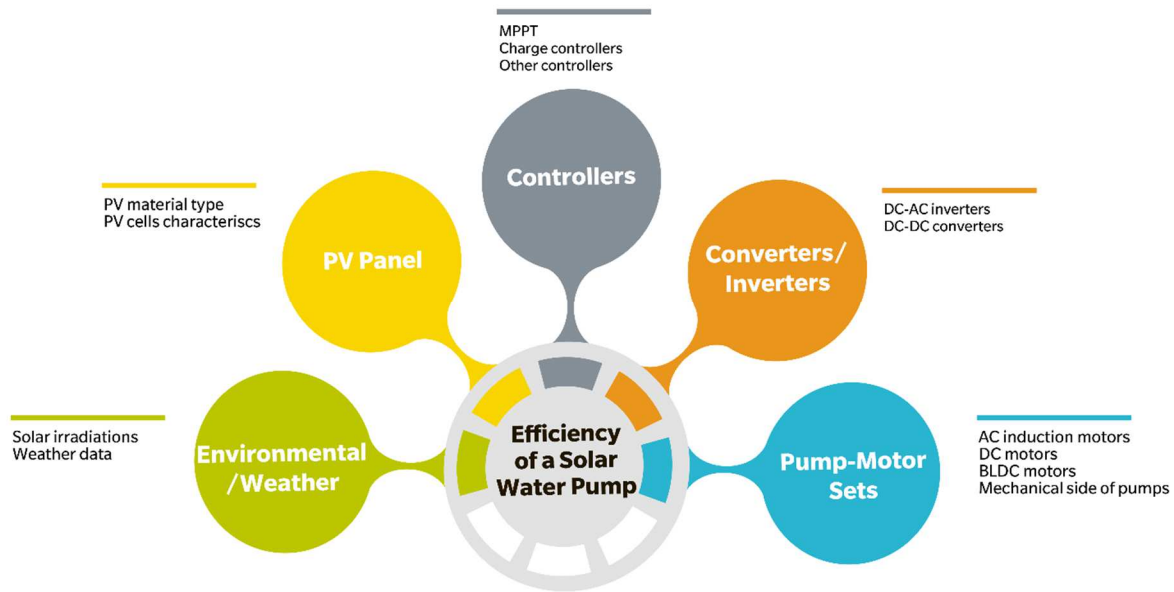 MPPT
Charge controllers
Other controllers
Controllers
PV material type
PV cells characteriscs
PV Panel
DC-AC inverters
DC-DC converters
Converters/
Inverters
Solar irradiations
Weather data
Environmental
/Weather
Efficiency
of a Solar
Water Pump
Pump-Motor
Sets
AC induction motors
DC motors
BLDC motors
Mechanical side of pumps